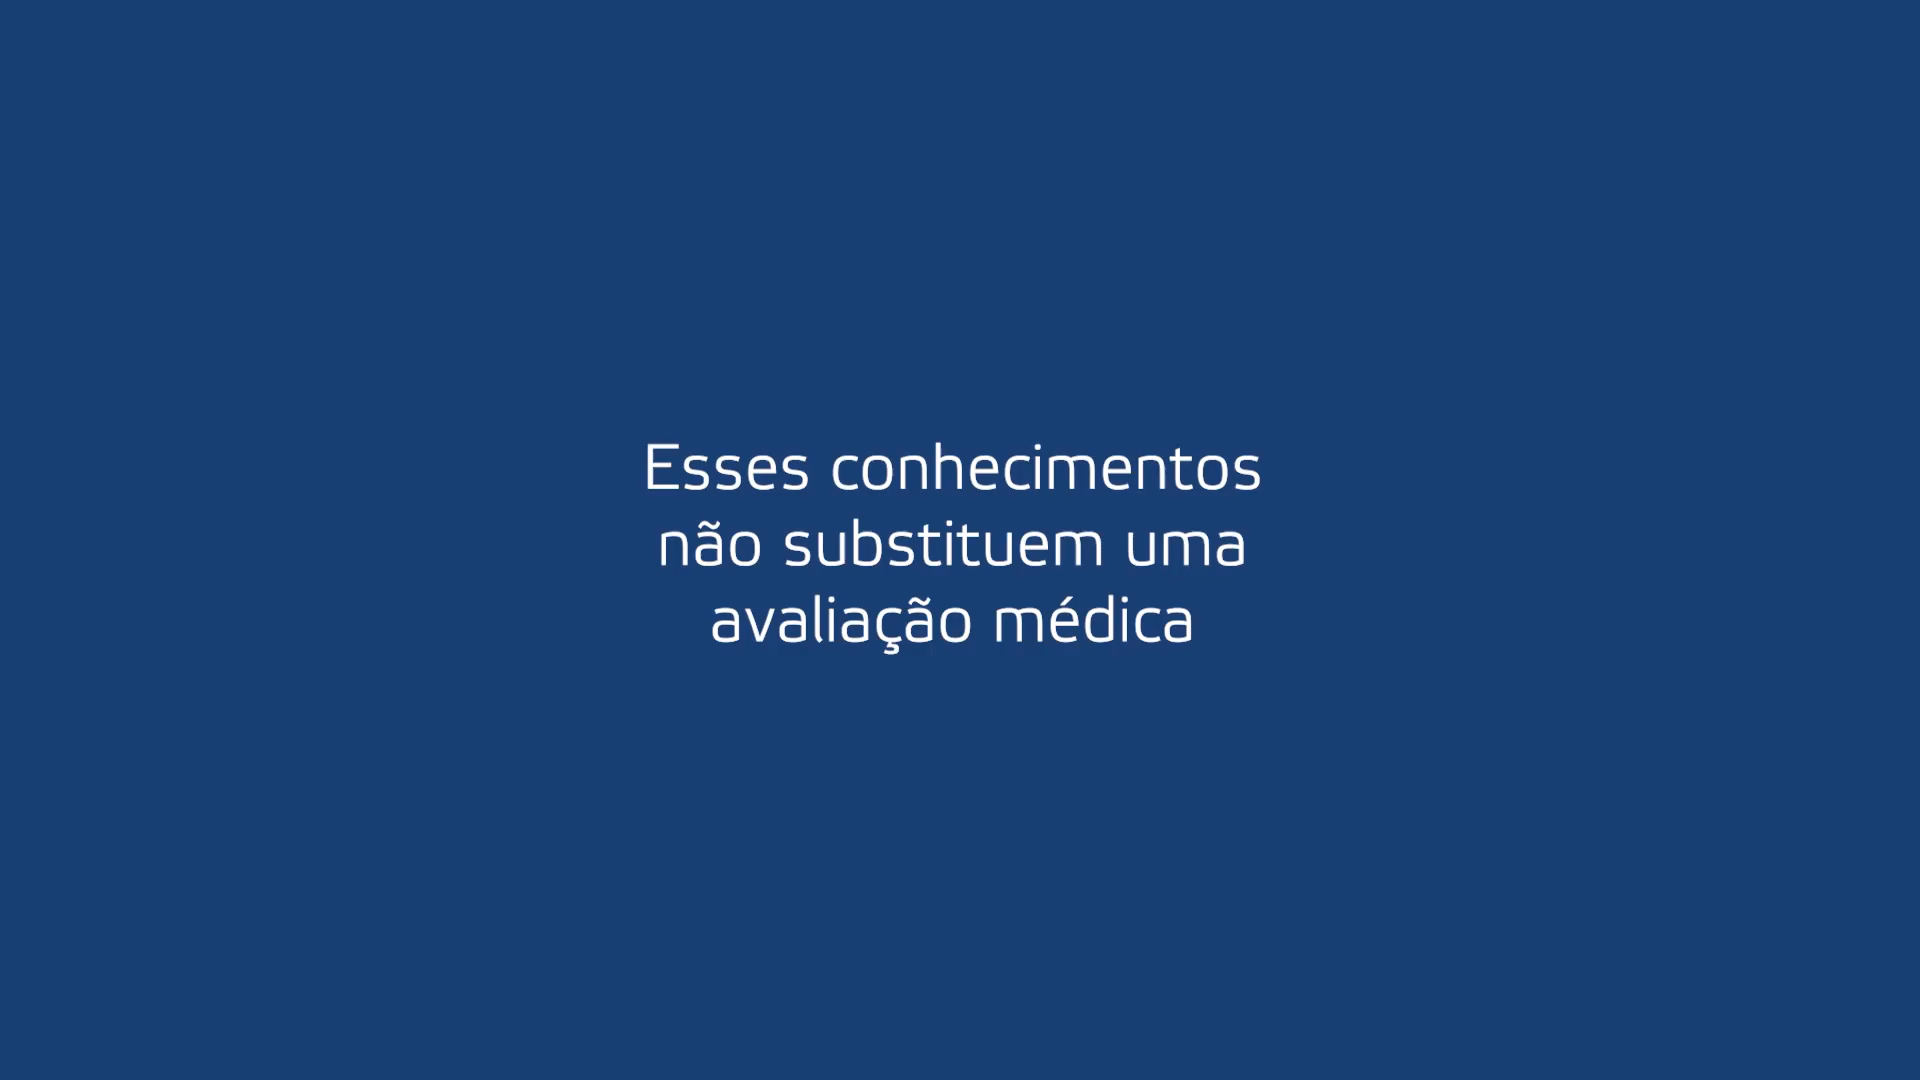 Esses conhecimentos
não substituem uma
avaliação médica